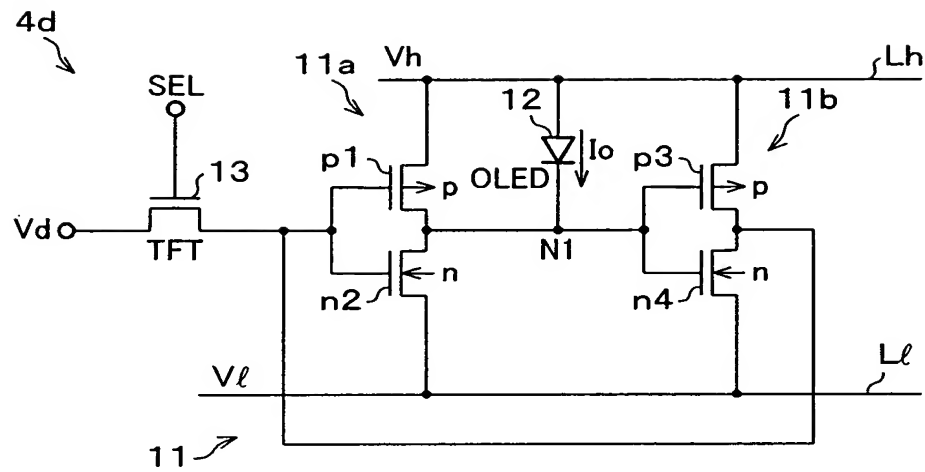 4d
SEL
13
Vd
TFT
11a
Vh
Lh
12
Io
OLED
11b
p1
p
p3
p
N1
n2
n
n4
n
Vℓ
Lℓ
11